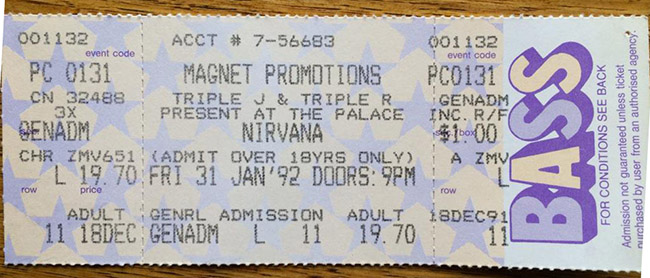 001132 ACCT # 7-56683 001132
event code event code
PC 0131 MAGNET PROMOTIONS PC0131
CN 32488 TRIPLE J & TRIPLE R GENADM
3X PRESENT AT THE PALACE INC. R/F
GENADM NIRVANA $1.00
CHR ZMV651 (ADMIT OVER 18YRS ONLY) A ZMV
L 19.70 FRI 31 JAN'92 DOORS:9PM L
row price row
ADULT GENRL ADMISSION ADULT 18DEC91
11 18DEC GENADM L 11 19.70 11
BASS
FOR CONDITIONS SEE BACK
Admission not guaranteed unless ticket
purchased by user from an authorised agency.